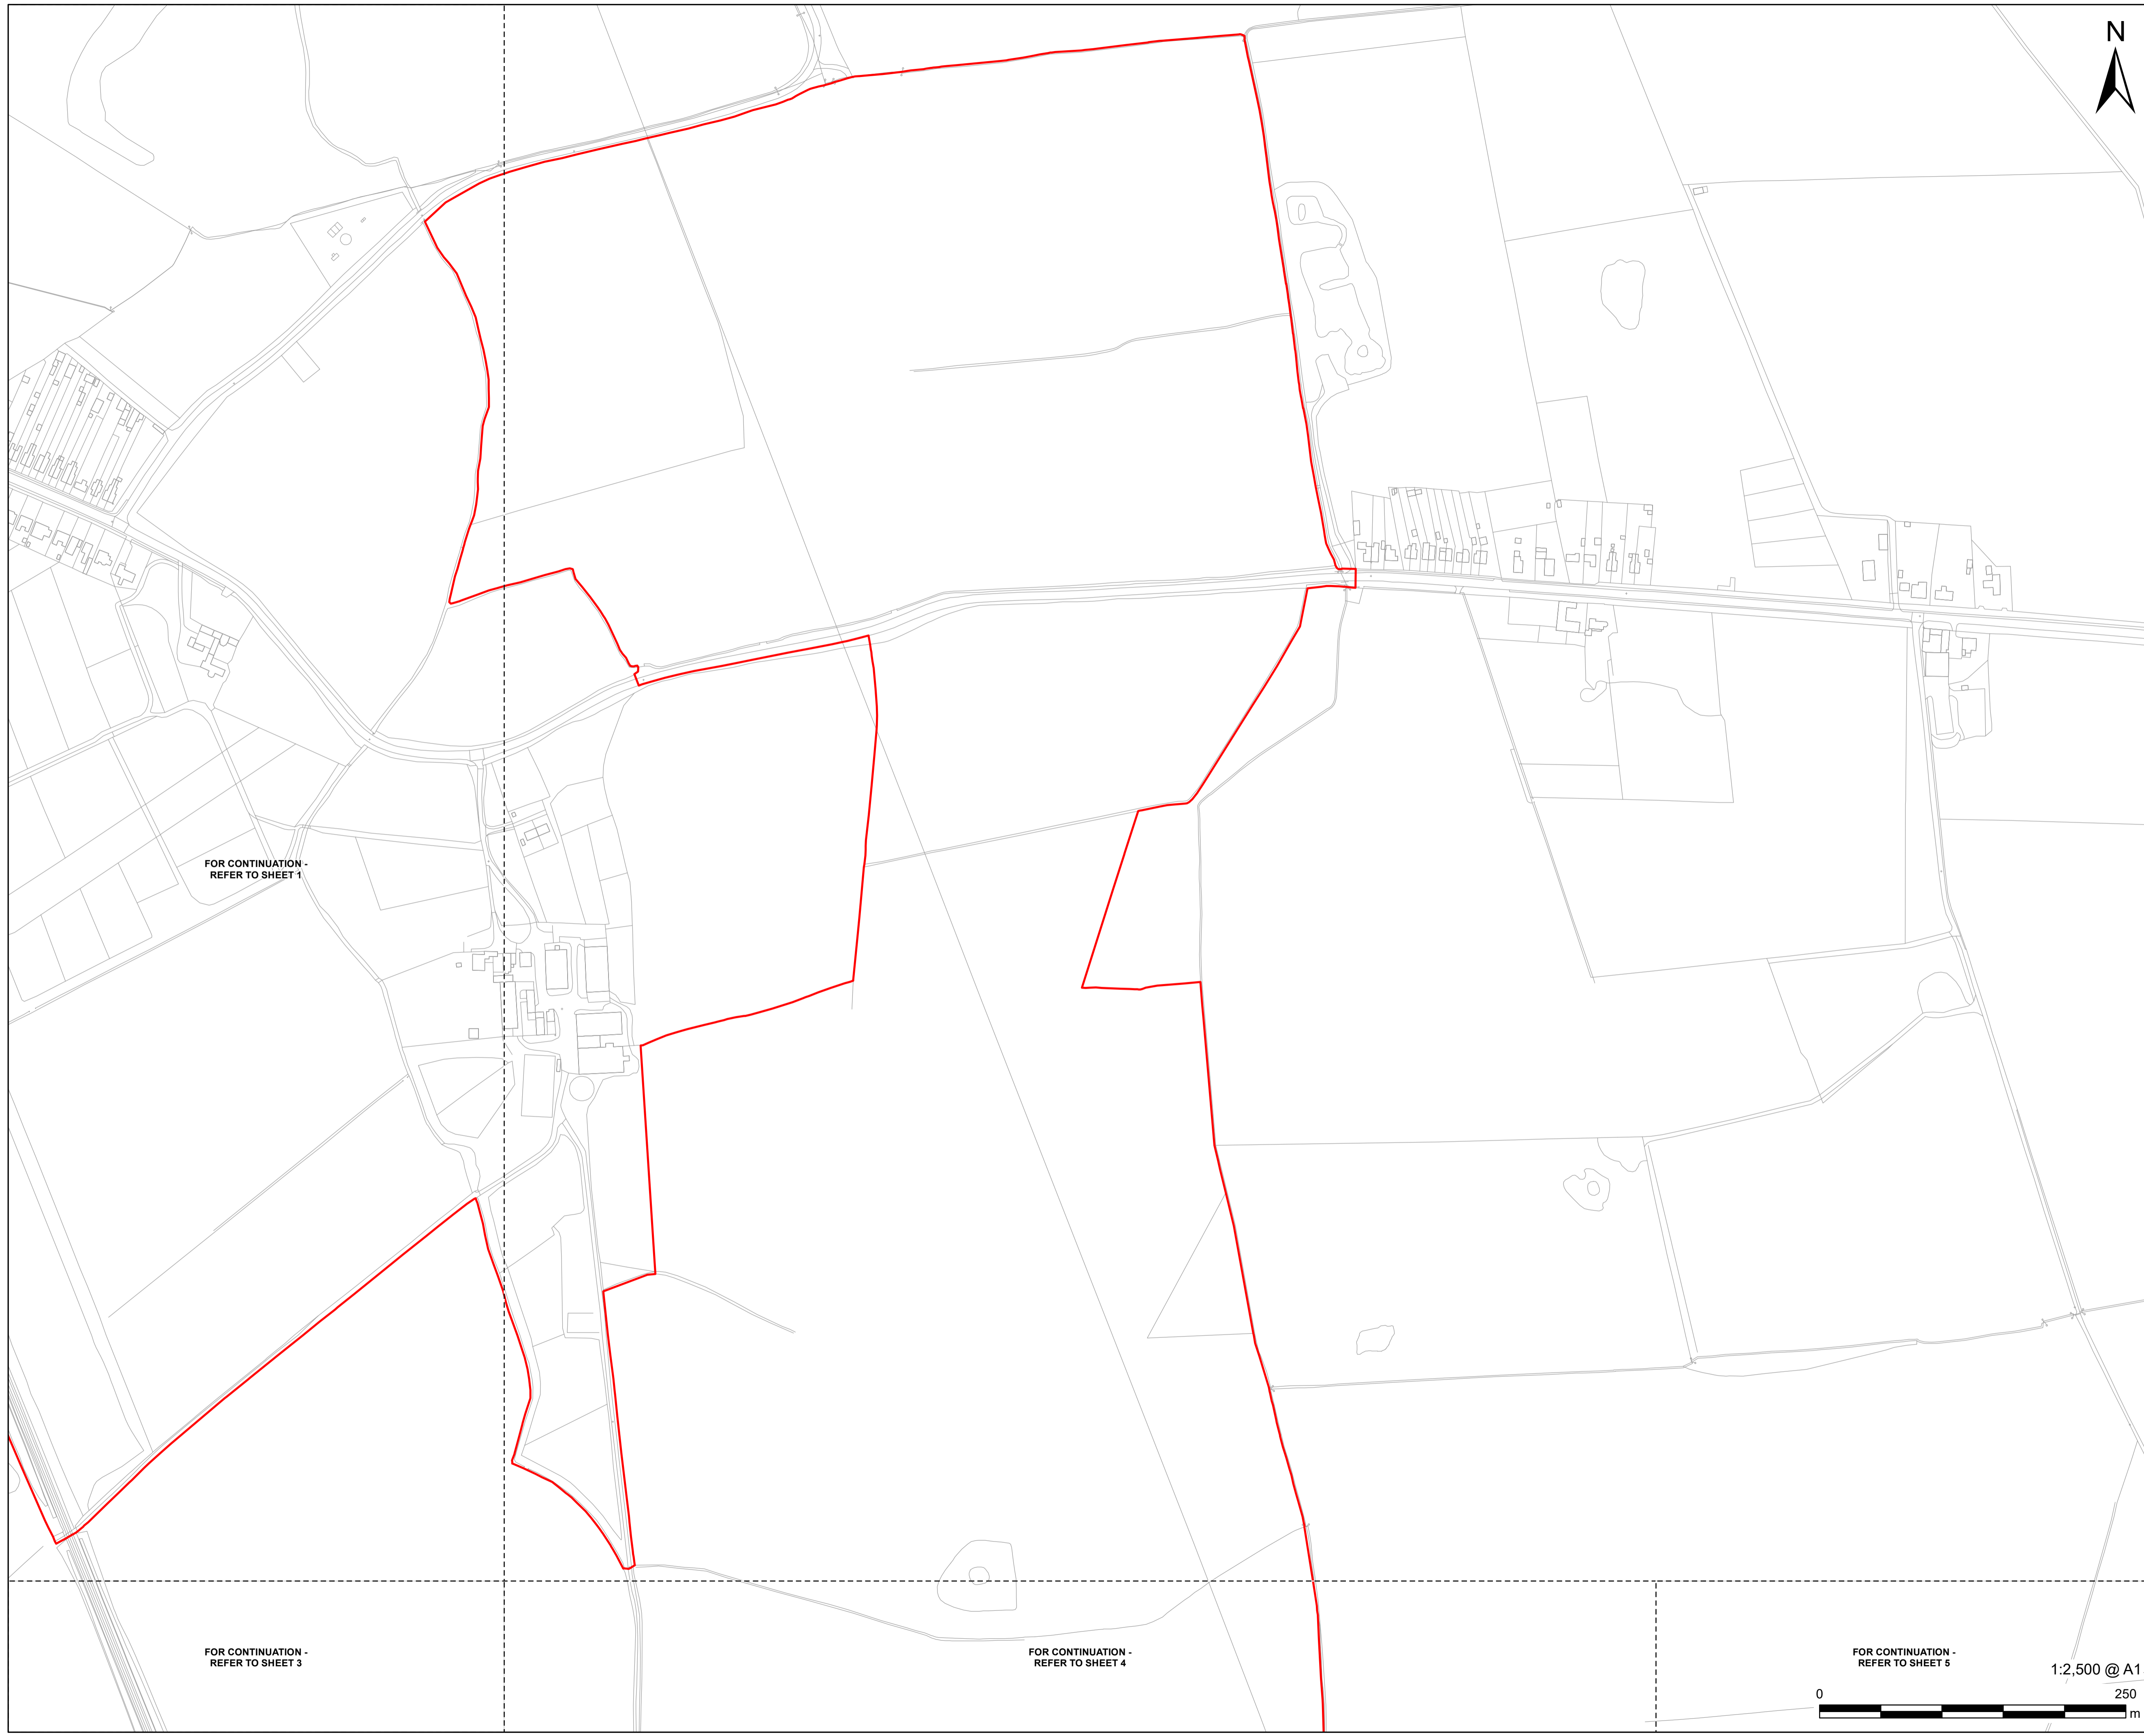 N
FOR CONTINUATION -
REFER TO SHEET 1
FOR CONTINUATION -
REFER TO SHEET 3
FOR CONTINUATION -
REFER TO SHEET 4
FOR CONTINUATION -
REFER TO SHEET 5
1:2,500 @ A1
0 250
m